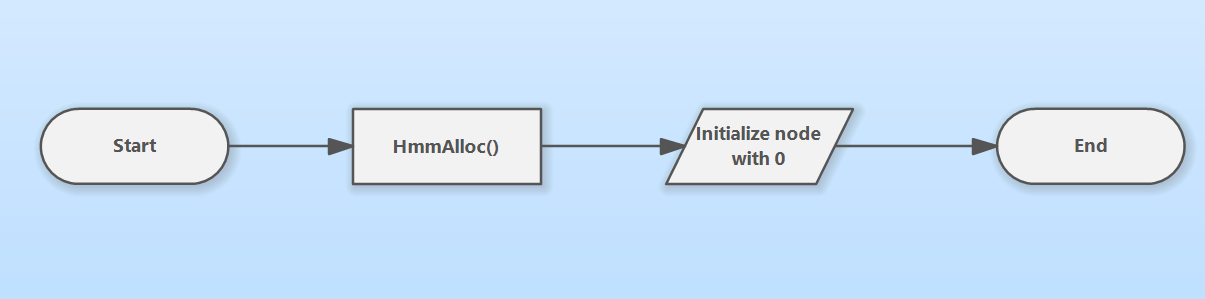 Start
HmmAlloc()
Initialize node
with 0
End